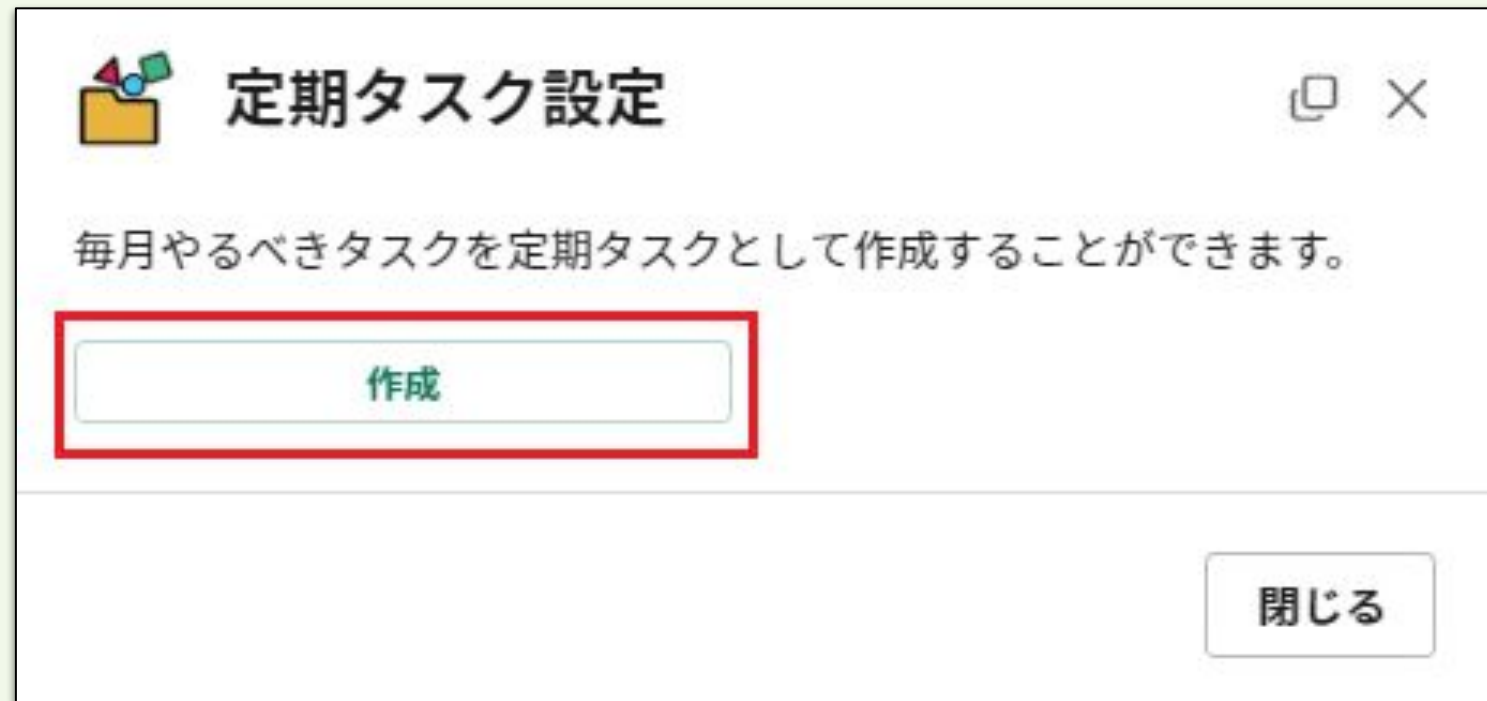 定期タスク設定
毎月やるべきタスクを定期タスクとして作成することができます。
作成
閉じる